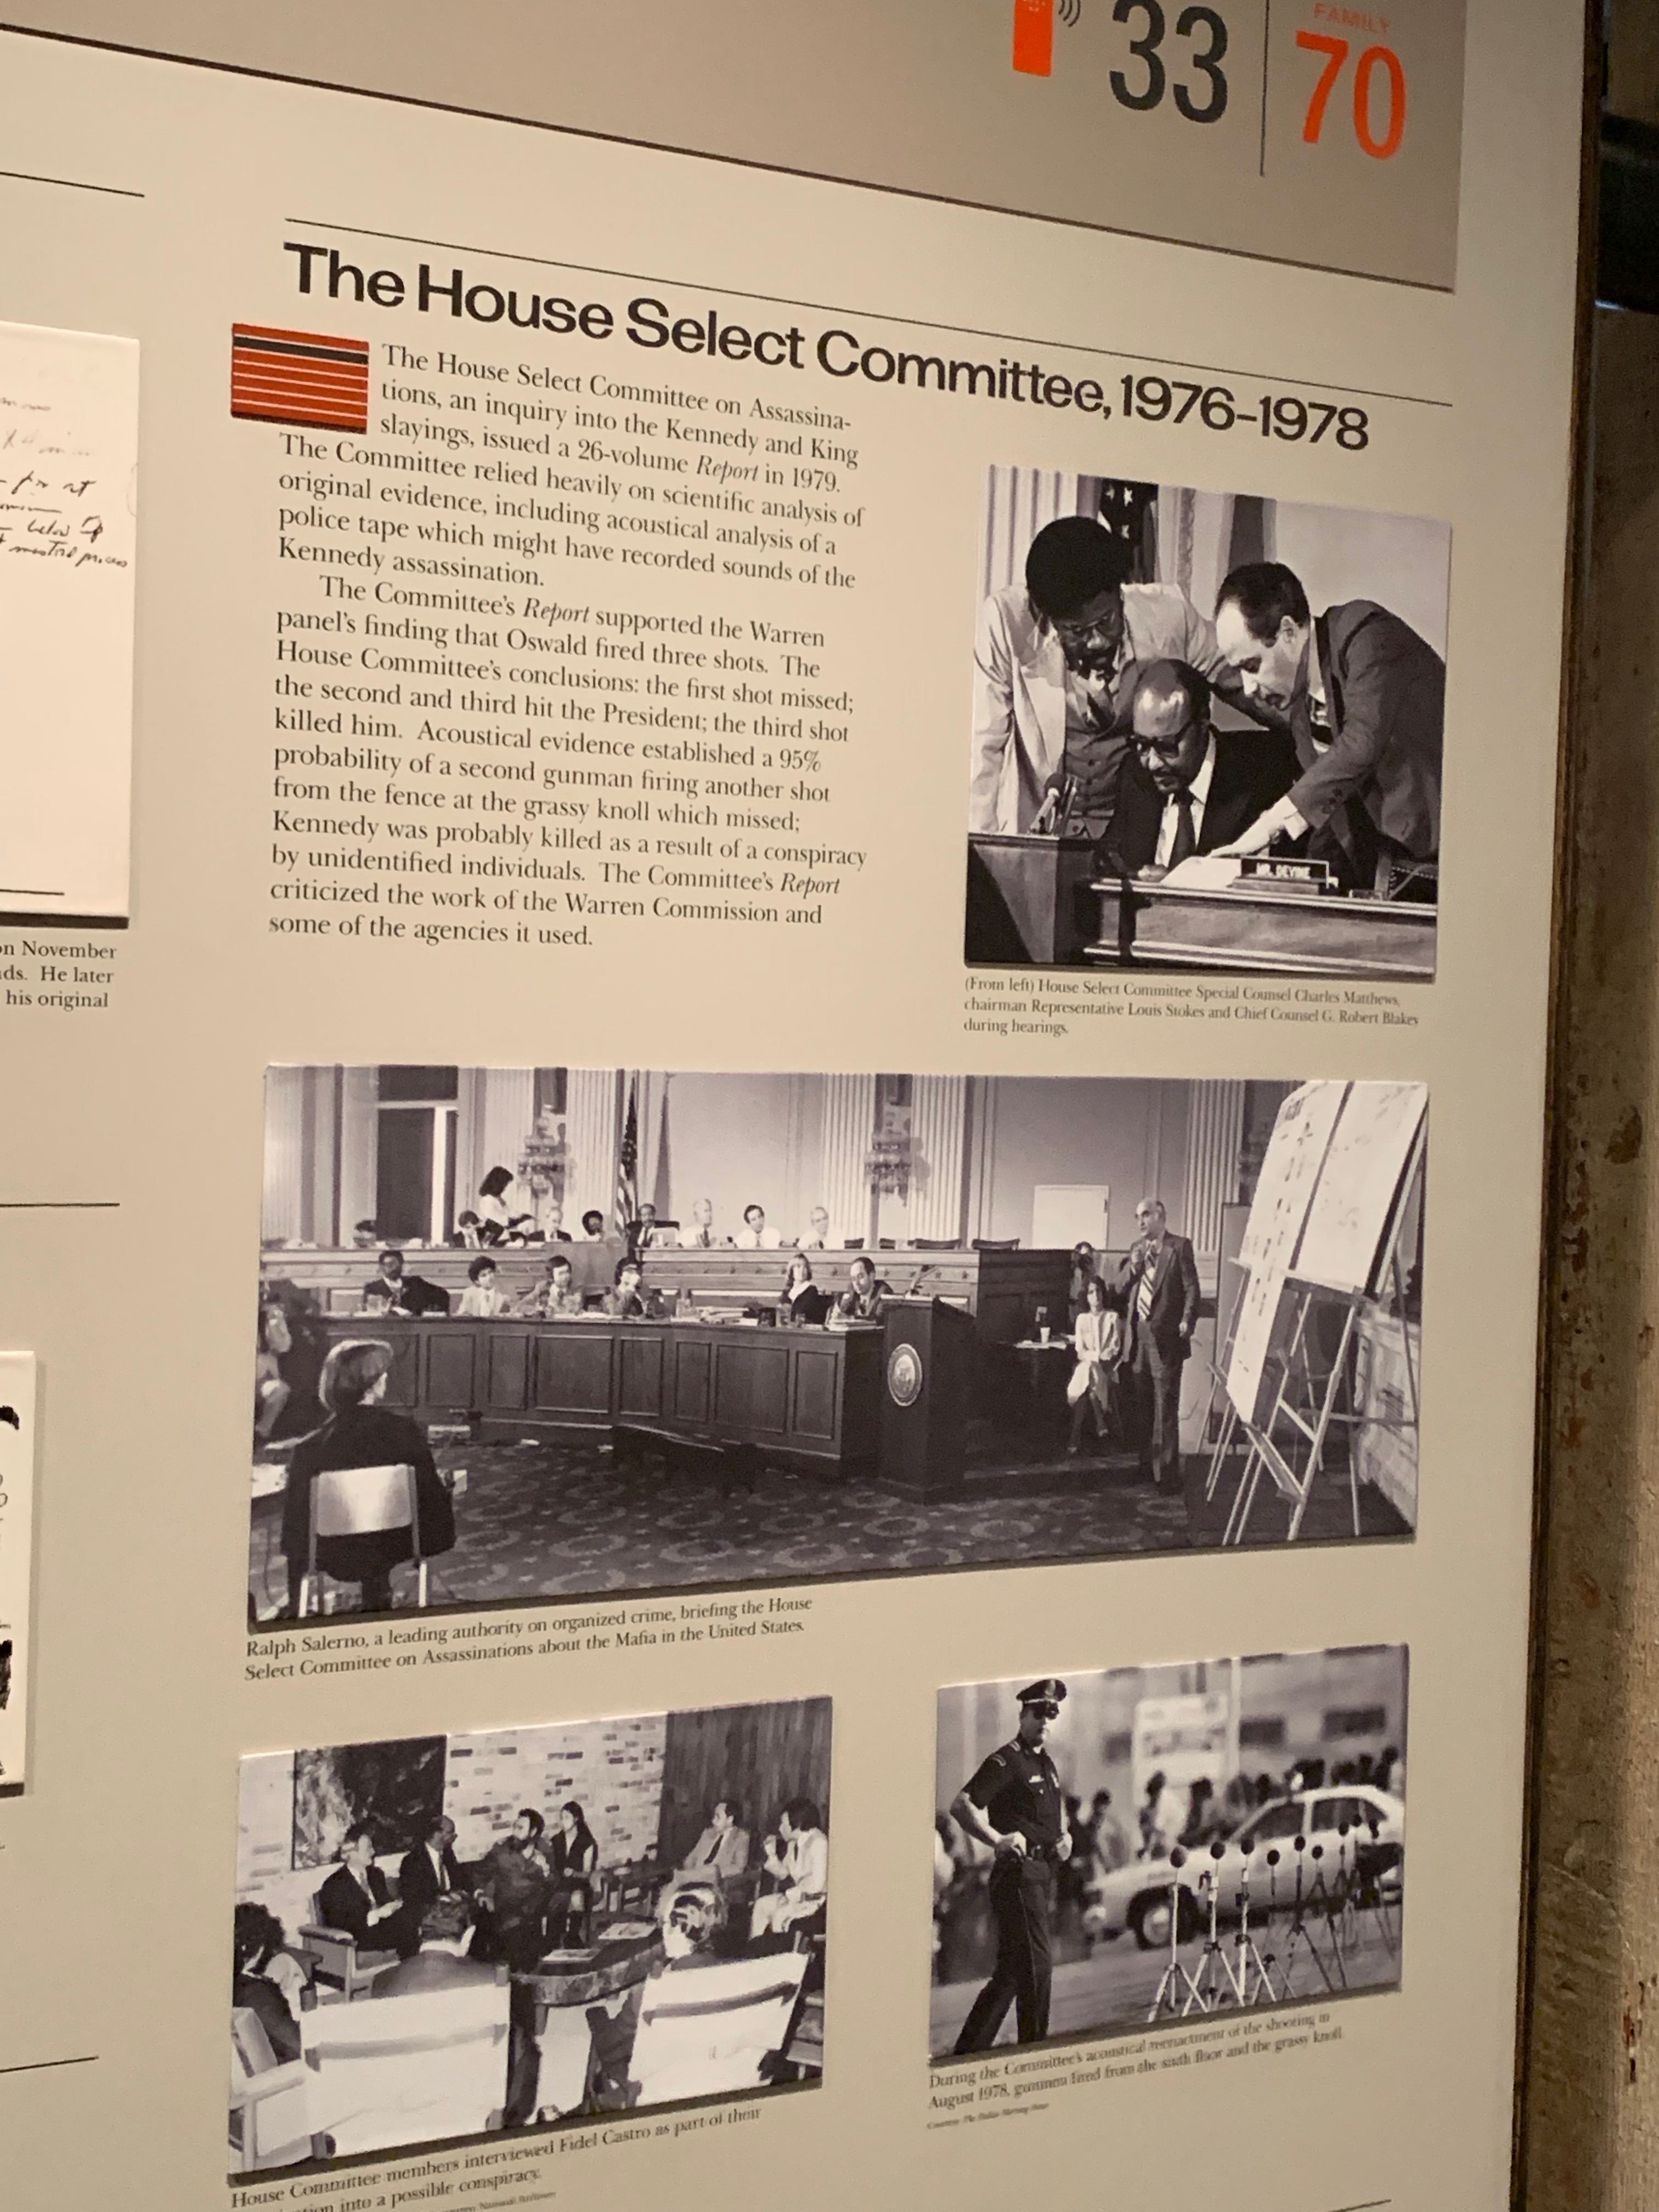 33
FAMILY
70
The House Select Committee, 1976–1978
The House Select Committee on Assassina-
tions, an inquiry into the Kennedy and King
slayings, issued a 26-volume Report in 1979.
The Committee relied heavily on scientific analysis of
original evidence, including acoustical analysis of a
police tape which might have recorded sounds of the
Kennedy assassination.
The Committee's Report supported the Warren
panel's finding that Oswald fired three shots. The
House Committee's conclusions: the first shot missed;
the second and third hit the President; the third shot
killed him. Acoustical evidence established a 95%
probability of a second gunman firing another shot
from the fence at the grassy knoll which missed;
Kennedy was probably killed as a result of a conspiracy
by unidentified individuals. The Committee's Report
criticized the work of the Warren Commission and
some of the agencies it used.
MR. DEVINE
(From left) House Select Committee Special Counsel Charles Matthews,
chairman Representative Louis Stokes and Chief Counsel G. Robert Blakey
during hearings.
for at
below
on November
ds. He later
his original
Ralph Salerno, a leading authority on organized crime, briefing the House
Select Committee on Assassinations about the Mafia in the United States.
House Committee members interviewed Fidel Castro as part of their
tion into a possible conspiracy.
During the Committee's acoustical reenactment of the shooting in
August 1978, gunmen fired from the sixth floor and the grassy knoll.
Courtesy The Dallas Morning News